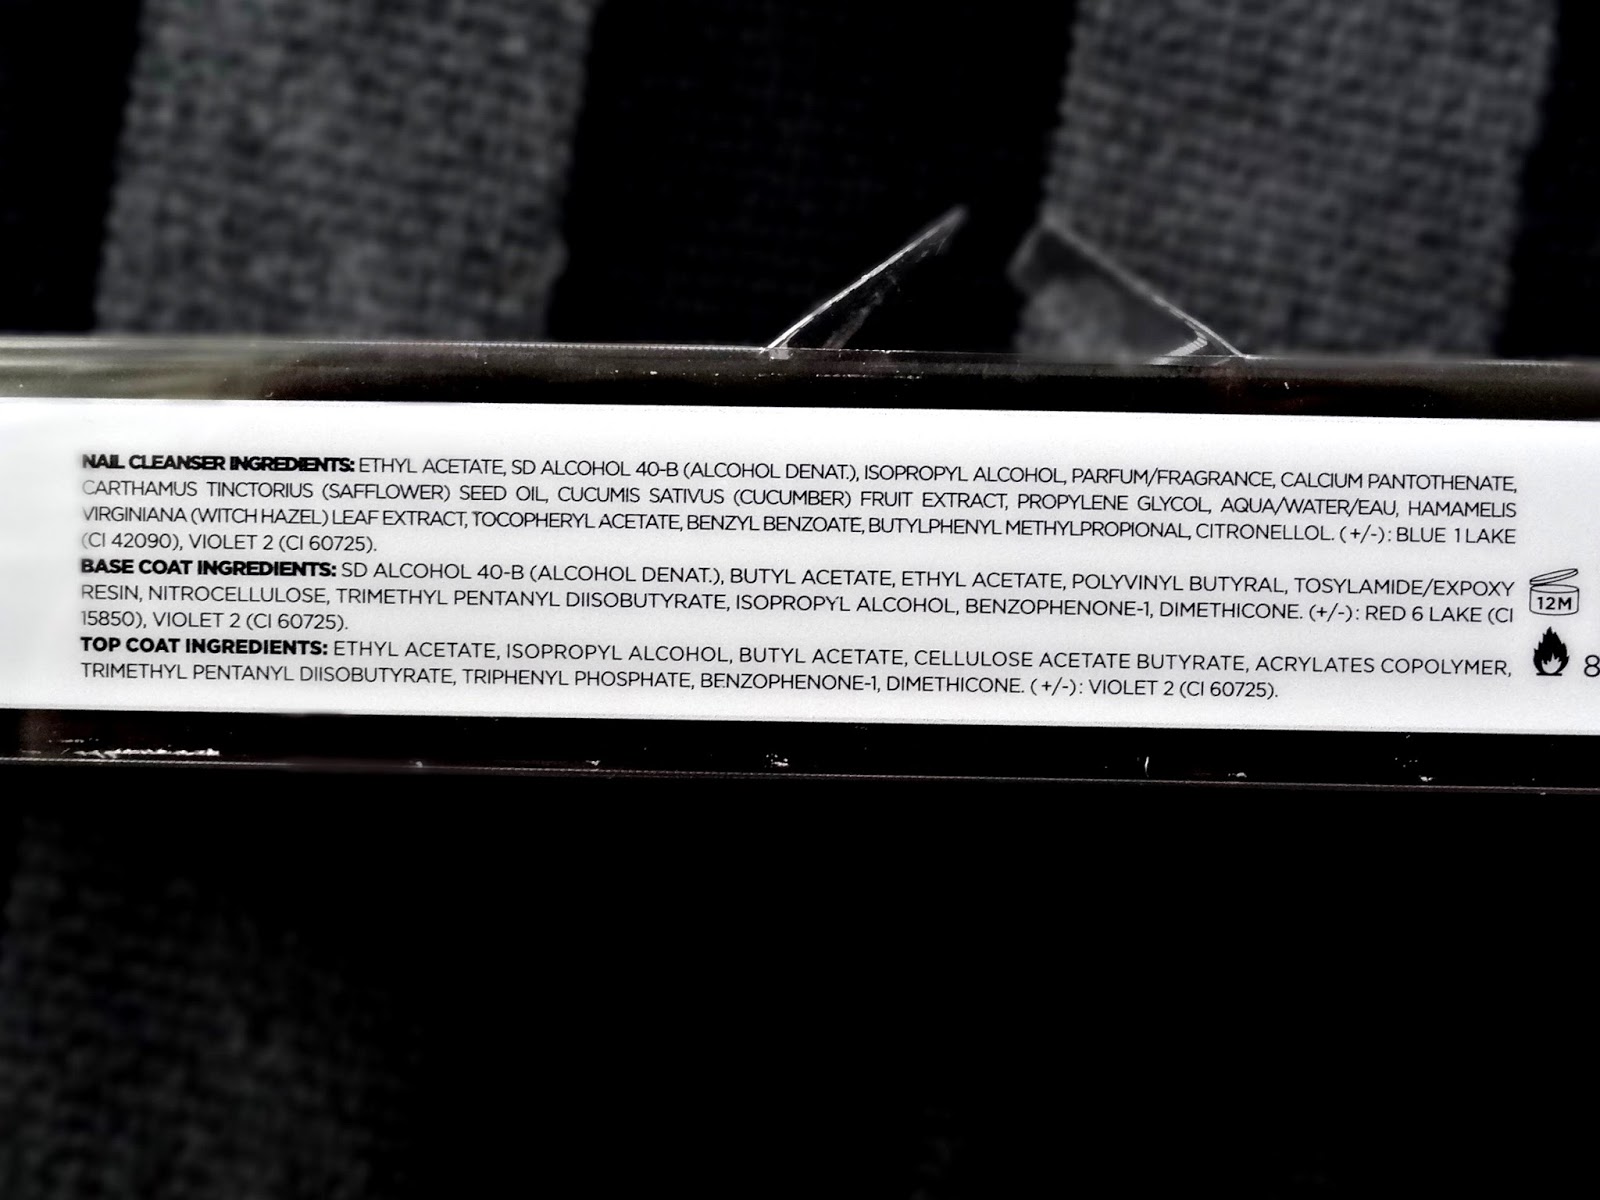 NAIL CLEANSER INGREDIENTS: ETHYL ACETATE, SD ALCOHOL 40-B (ALCOHOL DENAT.), ISOPROPYL ALCOHOL, PARFUM/FRAGRANCE, CALCIUM PANTOTHENATE,
CARTHAMUS TINCTORIUS (SAFFLOWER) SEED OIL, CUCUMIS SATIVUS (CUCUMBER) FRUIT EXTRACT, PROPYLENE GLYCOL, AQUA/WATER/EAU, HAMAMELIS
VIRGINIANA (WITCH HAZEL) LEAF EXTRACT, TOCOPHERYL ACETATE, BENZYL BENZOATE, BUTYLPHENYL METHYLPROPIONAL, CITRONELLOL. (+/-): BLUE 1 LAKE
(CI 42090), VIOLET 2 (CI 60725).
BASE COAT INGREDIENTS: SD ALCOHOL 40-B (ALCOHOL DENAT.), BUTYL ACETATE, ETHYL ACETATE, POLYVINYL BUTYRAL, TOSYLAMIDE/EXPOXY
RESIN, NITROCELLULOSE, TRIMETHYL PENTANYL DIISOBUTYRATE, ISOPROPYL ALCOHOL, BENZOPHENONE-1, DIMETHICONE. (+/-): RED 6 LAKE (CI
15850), VIOLET 2 (CI 60725).
12M
TOP COAT INGREDIENTS: ETHYL ACETATE, ISOPROPYL ALCOHOL, BUTYL ACETATE, CELLULOSE ACETATE BUTYRATE, ACRYLATES COPOLYMER,
TRIMETHYL PENTANYL DIISOBUTYRATE, TRIPHENYL PHOSPHATE, BENZOPHENONE-1, DIMETHICONE. (+/-): VIOLET 2 (CI 60725).
8